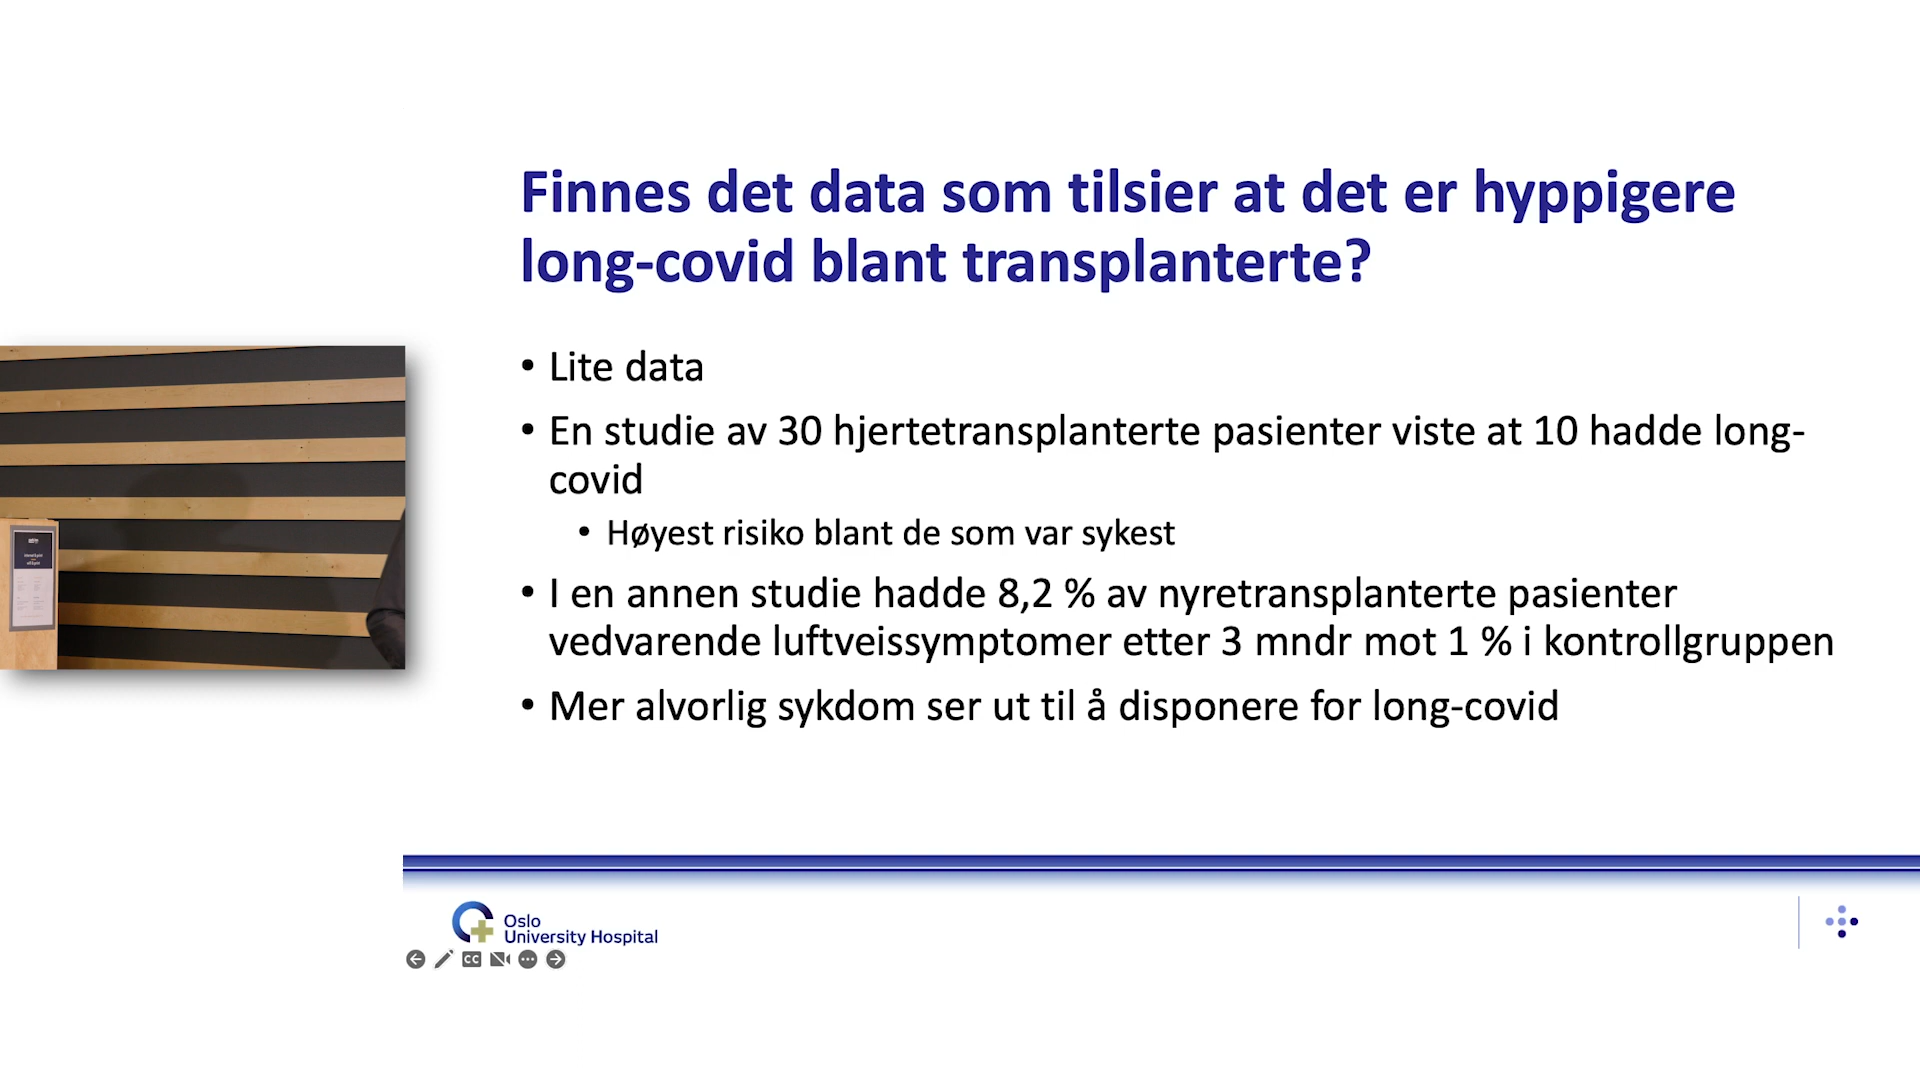 Finnes det data som tilsier at det er hyppigere
long-covid blant transplanterte?
• Lite data
• En studie av 30 hjertetransplanterte pasienter viste at 10 hadde long-
covid
• Høyest risiko blant de som var sykest
• I en annen studie hadde 8,2 % av nyretransplanterte pasienter
vedvarende luftveissymptomer etter 3 mndr mot 1 % i kontrollgruppen
• Mer alvorlig sykdom ser ut til å disponere for long-covid
Oslo
University Hospital
CC